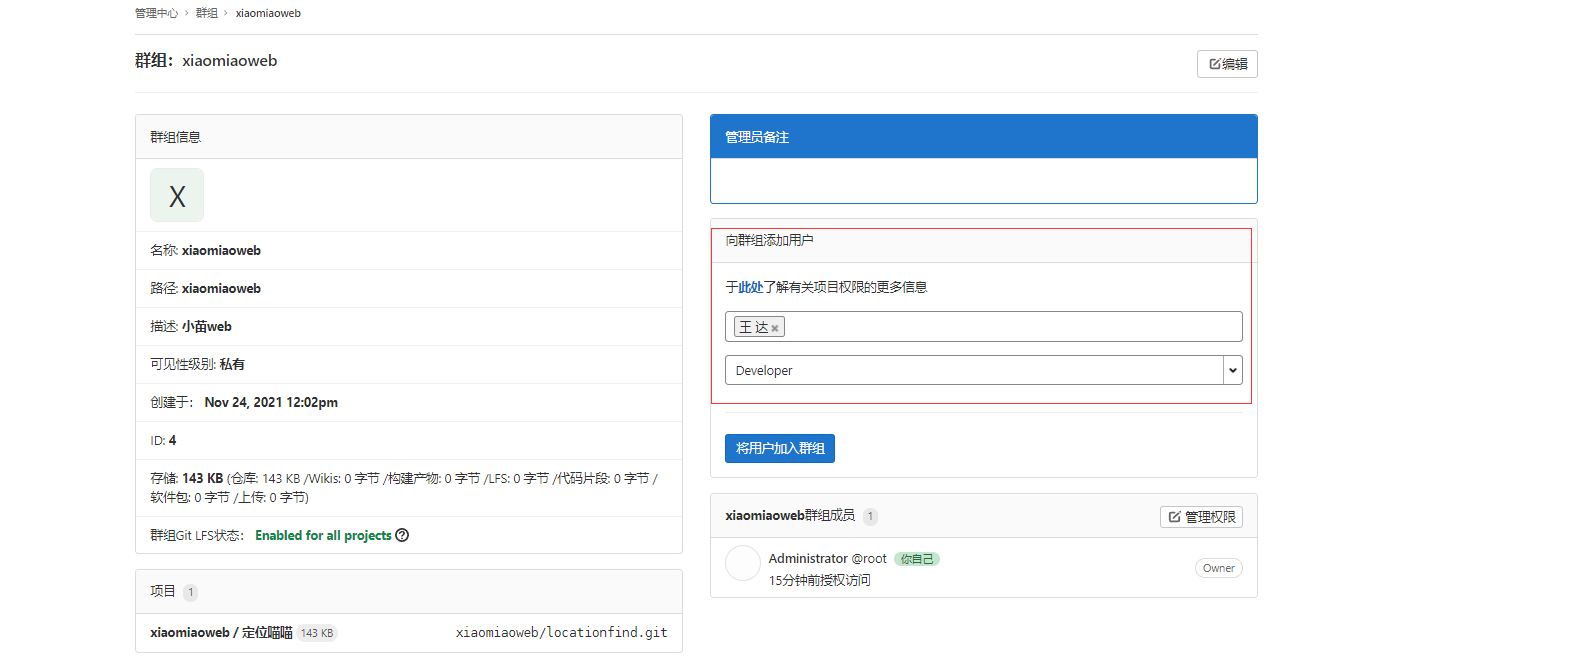 管理中心 › 群组 › xiaomiaoweb
群组：xiaomiaoweb
编辑
群组信息
X
名称: xiaomiaoweb
路径: xiaomiaoweb
描述: 小苗web
可见性级别: 私有
创建于： Nov 24, 2021 12:02pm
ID: 4
存储: 143 KB (仓库: 143 KB /Wikis: 0 字节 /构建产物: 0 字节 /LFS: 0 字节 /代码片段: 0 字节 /
软件包: 0 字节 /上传: 0 字节)
群组Git LFS状态： Enabled for all projects ?
项目 1
xiaomiaoweb / 定位喵喵 143 KB xiaomiaoweb/locationfind.git
管理员备注
向群组添加用户
于此处了解有关项目权限的更多信息
王 达 ×
Developer
将用户加入群组
xiaomiaoweb群组成员 1 管理权限
Administrator @root 你自己
15分钟前授权访问
Owner